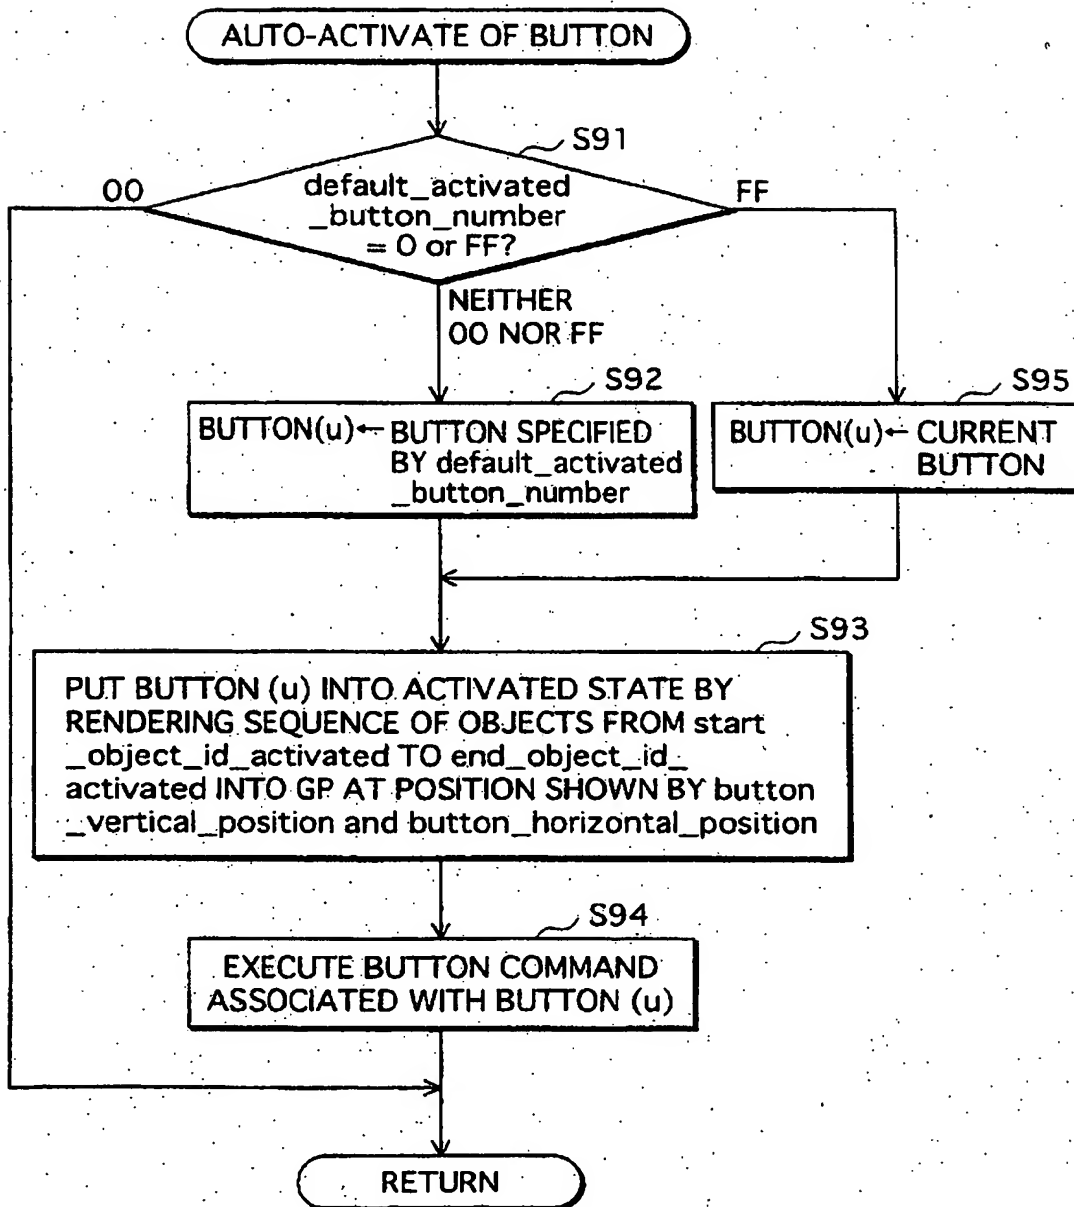 AUTO-ACTIVATE OF BUTTON
S91
00
default_activated
_button_number
= 0 or FF?
FF
NEITHER
00 NOR FF
S92
BUTTON(u)← BUTTON SPECIFIED
BY default_activated
_button_number
S95
BUTTON(u)← CURRENT
BUTTON
S93
PUT BUTTON (u) INTO ACTIVATED STATE BY
RENDERING SEQUENCE OF OBJECTS FROM start
_object_id_activated TO end_object_id_
activated INTO GP AT POSITION SHOWN BY button
_vertical_position and button_horizontal_position
S94
EXECUTE BUTTON COMMAND
ASSOCIATED WITH BUTTON (u)
RETURN